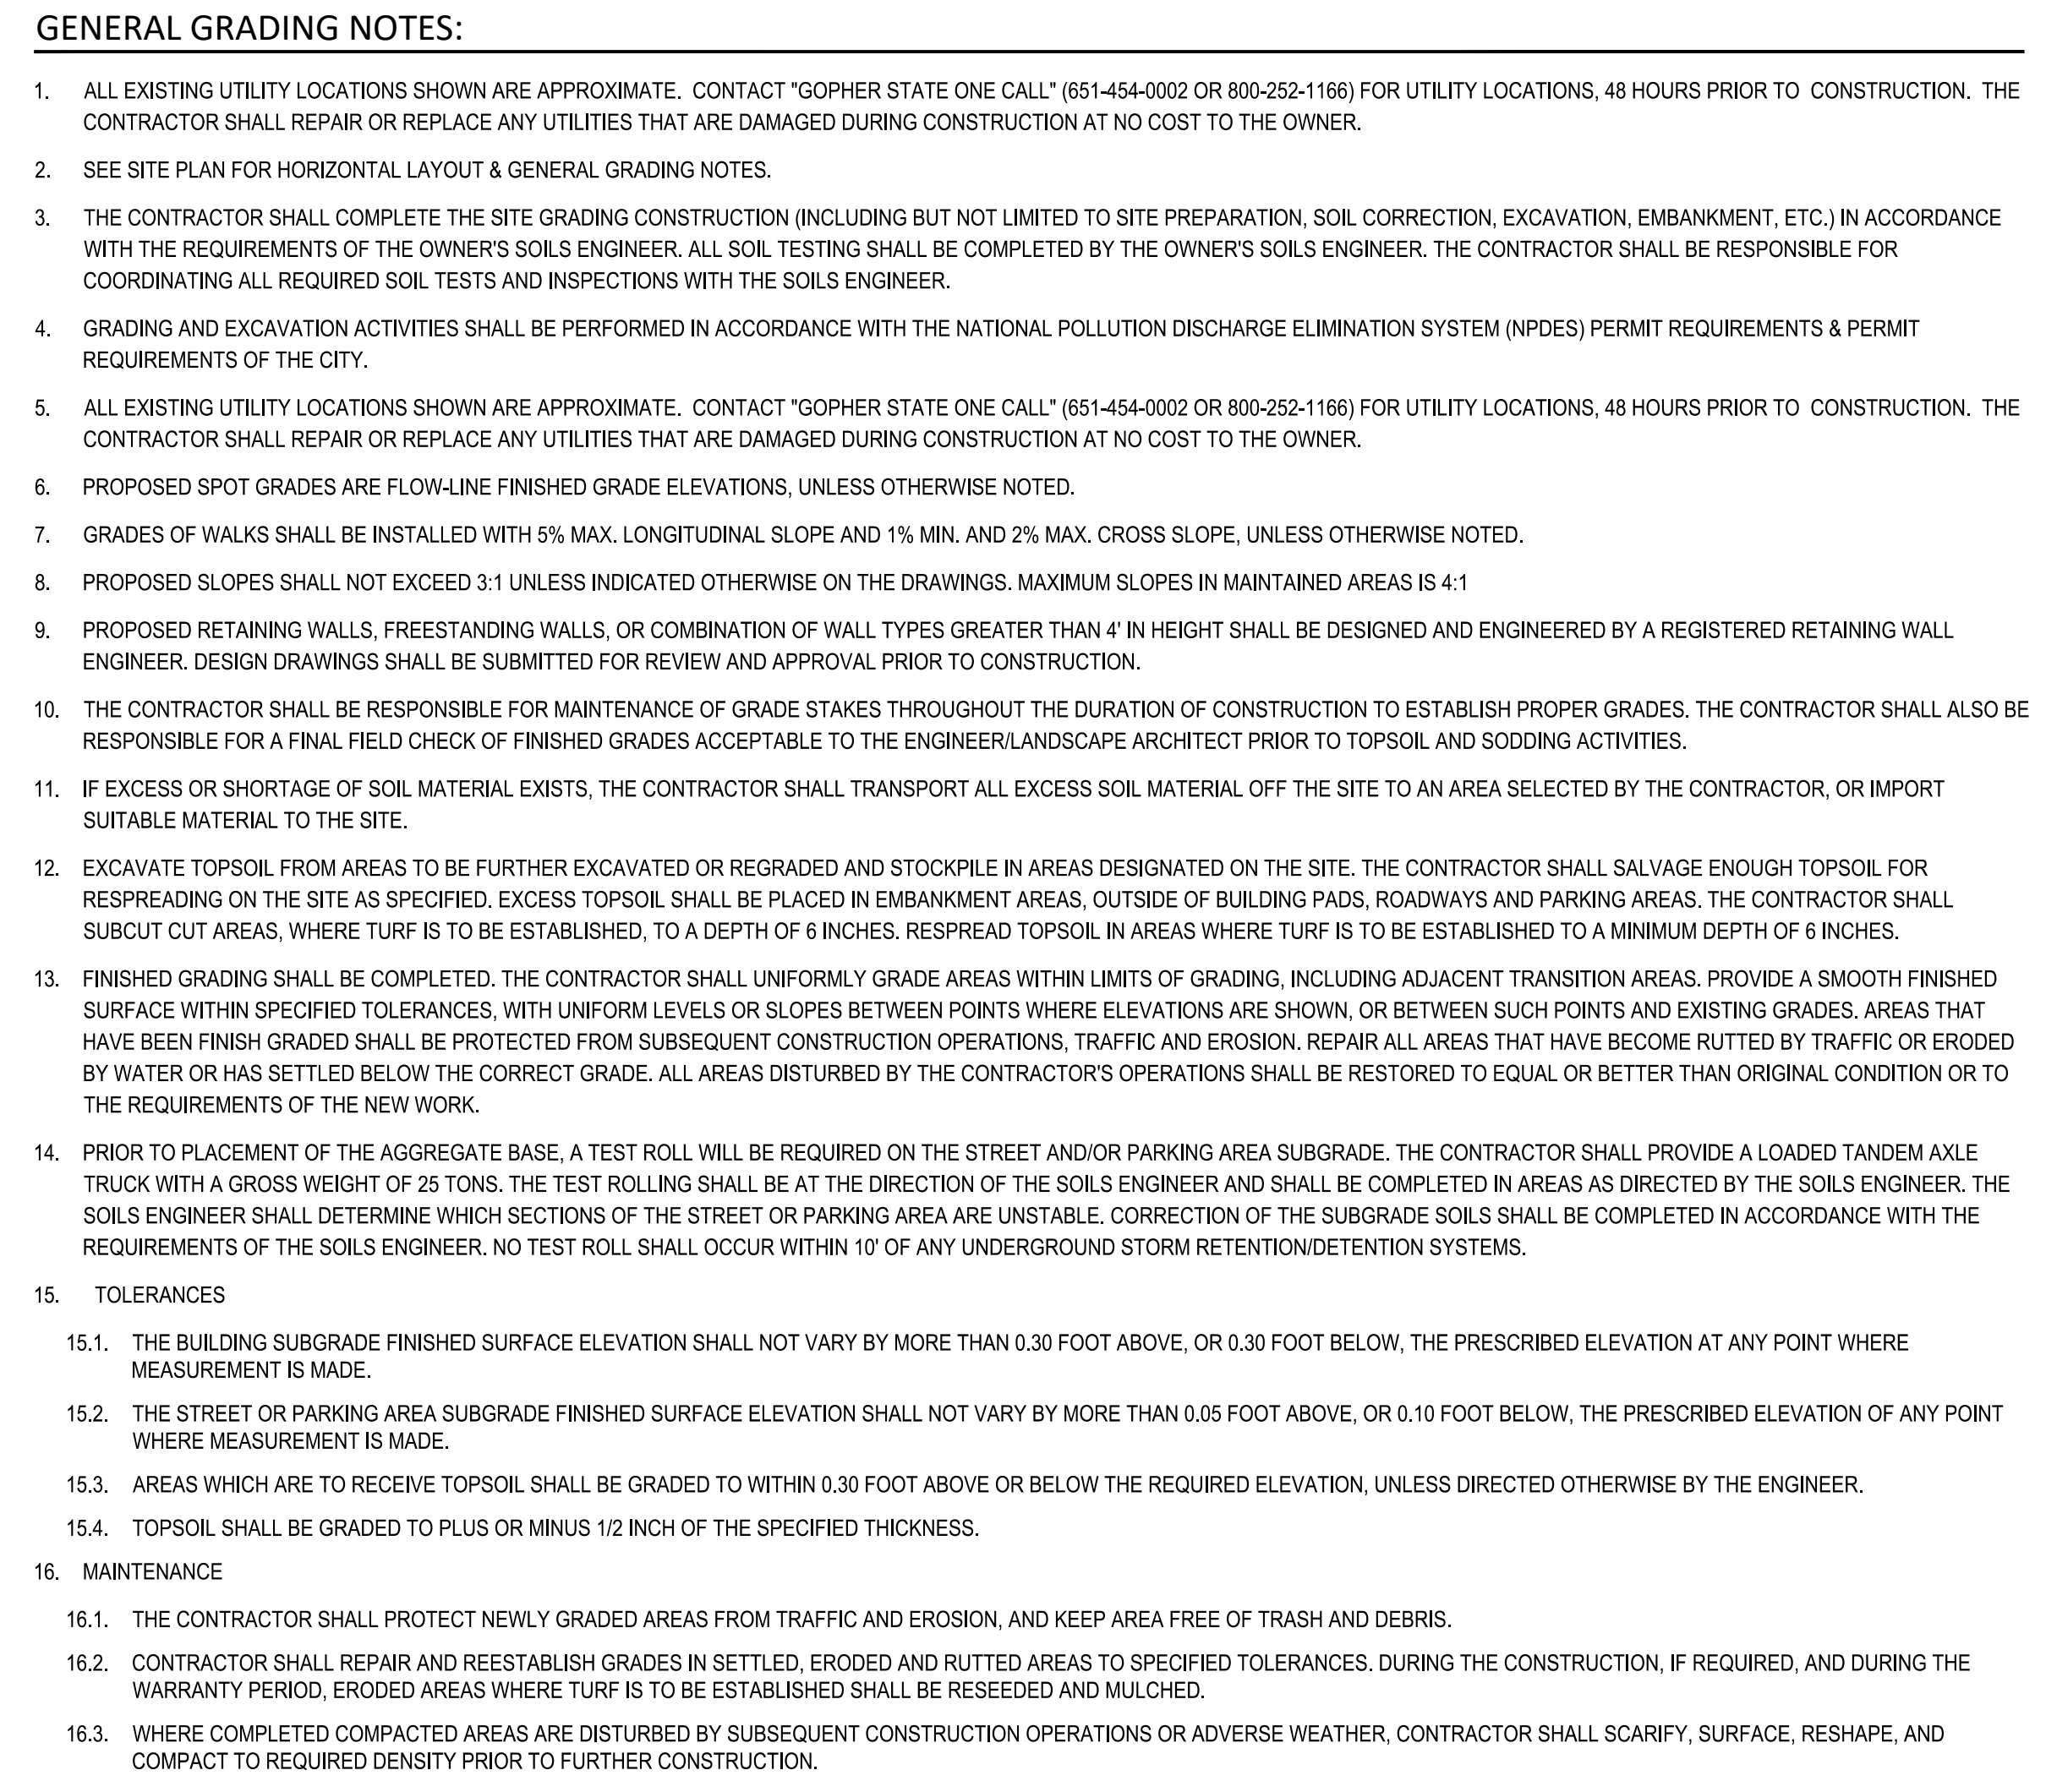 GENERAL GRADING NOTES:
1. ALL EXISTING UTILITY LOCATIONS SHOWN ARE APPROXIMATE. CONTACT "GOPHER STATE ONE CALL" (651-454-0002 OR 800-252-1166) FOR UTILITY LOCATIONS, 48 HOURS PRIOR TO CONSTRUCTION. THE
CONTRACTOR SHALL REPAIR OR REPLACE ANY UTILITIES THAT ARE DAMAGED DURING CONSTRUCTION AT NO COST TO THE OWNER.
2. SEE SITE PLAN FOR HORIZONTAL LAYOUT & GENERAL GRADING NOTES.
3. THE CONTRACTOR SHALL COMPLETE THE SITE GRADING CONSTRUCTION (INCLUDING BUT NOT LIMITED TO SITE PREPARATION, SOIL CORRECTION, EXCAVATION, EMBANKMENT, ETC.) IN ACCORDANCE
WITH THE REQUIREMENTS OF THE OWNER'S SOILS ENGINEER. ALL SOIL TESTING SHALL BE COMPLETED BY THE OWNER'S SOILS ENGINEER. THE CONTRACTOR SHALL BE RESPONSIBLE FOR
COORDINATING ALL REQUIRED SOIL TESTS AND INSPECTIONS WITH THE SOILS ENGINEER.
4. GRADING AND EXCAVATION ACTIVITIES SHALL BE PERFORMED IN ACCORDANCE WITH THE NATIONAL POLLUTION DISCHARGE ELIMINATION SYSTEM (NPDES) PERMIT REQUIREMENTS & PERMIT
REQUIREMENTS OF THE CITY.
5. ALL EXISTING UTILITY LOCATIONS SHOWN ARE APPROXIMATE. CONTACT "GOPHER STATE ONE CALL" (651-454-0002 OR 800-252-1166) FOR UTILITY LOCATIONS, 48 HOURS PRIOR TO CONSTRUCTION. THE
CONTRACTOR SHALL REPAIR OR REPLACE ANY UTILITIES THAT ARE DAMAGED DURING CONSTRUCTION AT NO COST TO THE OWNER.
6. PROPOSED SPOT GRADES ARE FLOW-LINE FINISHED GRADE ELEVATIONS, UNLESS OTHERWISE NOTED.
7. GRADES OF WALKS SHALL BE INSTALLED WITH 5% MAX. LONGITUDINAL SLOPE AND 1% MIN. AND 2% MAX. CROSS SLOPE, UNLESS OTHERWISE NOTED.
8. PROPOSED SLOPES SHALL NOT EXCEED 3:1 UNLESS INDICATED OTHERWISE ON THE DRAWINGS. MAXIMUM SLOPES IN MAINTAINED AREAS IS 4:1
9. PROPOSED RETAINING WALLS, FREESTANDING WALLS, OR COMBINATION OF WALL TYPES GREATER THAN 4' IN HEIGHT SHALL BE DESIGNED AND ENGINEERED BY A REGISTERED RETAINING WALL
ENGINEER. DESIGN DRAWINGS SHALL BE SUBMITTED FOR REVIEW AND APPROVAL PRIOR TO CONSTRUCTION.
10. THE CONTRACTOR SHALL BE RESPONSIBLE FOR MAINTENANCE OF GRADE STAKES THROUGHOUT THE DURATION OF CONSTRUCTION TO ESTABLISH PROPER GRADES. THE CONTRACTOR SHALL ALSO BE
RESPONSIBLE FOR A FINAL FIELD CHECK OF FINISHED GRADES ACCEPTABLE TO THE ENGINEER/LANDSCAPE ARCHITECT PRIOR TO TOPSOIL AND SODDING ACTIVITIES.
11. IF EXCESS OR SHORTAGE OF SOIL MATERIAL EXISTS, THE CONTRACTOR SHALL TRANSPORT ALL EXCESS SOIL MATERIAL OFF THE SITE TO AN AREA SELECTED BY THE CONTRACTOR, OR IMPORT
SUITABLE MATERIAL TO THE SITE.
12. EXCAVATE TOPSOIL FROM AREAS TO BE FURTHER EXCAVATED OR REGRADED AND STOCKPILE IN AREAS DESIGNATED ON THE SITE. THE CONTRACTOR SHALL SALVAGE ENOUGH TOPSOIL FOR
RESPREADING ON THE SITE AS SPECIFIED. EXCESS TOPSOIL SHALL BE PLACED IN EMBANKMENT AREAS, OUTSIDE OF BUILDING PADS, ROADWAYS AND PARKING AREAS. THE CONTRACTOR SHALL
SUBCUT CUT AREAS, WHERE TURF IS TO BE ESTABLISHED, TO A DEPTH OF 6 INCHES. RESPREAD TOPSOIL IN AREAS WHERE TURF IS TO BE ESTABLISHED TO A MINIMUM DEPTH OF 6 INCHES.
13. FINISHED GRADING SHALL BE COMPLETED. THE CONTRACTOR SHALL UNIFORMLY GRADE AREAS WITHIN LIMITS OF GRADING, INCLUDING ADJACENT TRANSITION AREAS. PROVIDE A SMOOTH FINISHED
SURFACE WITHIN SPECIFIED TOLERANCES, WITH UNIFORM LEVELS OR SLOPES BETWEEN POINTS WHERE ELEVATIONS ARE SHOWN, OR BETWEEN SUCH POINTS AND EXISTING GRADES. AREAS THAT
HAVE BEEN FINISH GRADED SHALL BE PROTECTED FROM SUBSEQUENT CONSTRUCTION OPERATIONS, TRAFFIC AND EROSION. REPAIR ALL AREAS THAT HAVE BECOME RUTTED BY TRAFFIC OR ERODED
BY WATER OR HAS SETTLED BELOW THE CORRECT GRADE. ALL AREAS DISTURBED BY THE CONTRACTOR'S OPERATIONS SHALL BE RESTORED TO EQUAL OR BETTER THAN ORIGINAL CONDITION OR TO
THE REQUIREMENTS OF THE NEW WORK.
14. PRIOR TO PLACEMENT OF THE AGGREGATE BASE, A TEST ROLL WILL BE REQUIRED ON THE STREET AND/OR PARKING AREA SUBGRADE. THE CONTRACTOR SHALL PROVIDE A LOADED TANDEM AXLE
TRUCK WITH A GROSS WEIGHT OF 25 TONS. THE TEST ROLLING SHALL BE AT THE DIRECTION OF THE SOILS ENGINEER AND SHALL BE COMPLETED IN AREAS AS DIRECTED BY THE SOILS ENGINEER. THE
SOILS ENGINEER SHALL DETERMINE WHICH SECTIONS OF THE STREET OR PARKING AREA ARE UNSTABLE. CORRECTION OF THE SUBGRADE SOILS SHALL BE COMPLETED IN ACCORDANCE WITH THE
REQUIREMENTS OF THE SOILS ENGINEER. NO TEST ROLL SHALL OCCUR WITHIN 10' OF ANY UNDERGROUND STORM RETENTION/DETENTION SYSTEMS.
15. TOLERANCES
15.1. THE BUILDING SUBGRADE FINISHED SURFACE ELEVATION SHALL NOT VARY BY MORE THAN 0.30 FOOT ABOVE, OR 0.30 FOOT BELOW, THE PRESCRIBED ELEVATION AT ANY POINT WHERE
MEASUREMENT IS MADE.
15.2. THE STREET OR PARKING AREA SUBGRADE FINISHED SURFACE ELEVATION SHALL NOT VARY BY MORE THAN 0.05 FOOT ABOVE, OR 0.10 FOOT BELOW, THE PRESCRIBED ELEVATION OF ANY POINT
WHERE MEASUREMENT IS MADE.
15.3. AREAS WHICH ARE TO RECEIVE TOPSOIL SHALL BE GRADED TO WITHIN 0.30 FOOT ABOVE OR BELOW THE REQUIRED ELEVATION, UNLESS DIRECTED OTHERWISE BY THE ENGINEER.
15.4. TOPSOIL SHALL BE GRADED TO PLUS OR MINUS 1/2 INCH OF THE SPECIFIED THICKNESS.
16. MAINTENANCE
16.1. THE CONTRACTOR SHALL PROTECT NEWLY GRADED AREAS FROM TRAFFIC AND EROSION, AND KEEP AREA FREE OF TRASH AND DEBRIS.
16.2. CONTRACTOR SHALL REPAIR AND REESTABLISH GRADES IN SETTLED, ERODED AND RUTTED AREAS TO SPECIFIED TOLERANCES. DURING THE CONSTRUCTION, IF REQUIRED, AND DURING THE
WARRANTY PERIOD, ERODED AREAS WHERE TURF IS TO BE ESTABLISHED SHALL BE RESEEDED AND MULCHED.
16.3. WHERE COMPLETED COMPACTED AREAS ARE DISTURBED BY SUBSEQUENT CONSTRUCTION OPERATIONS OR ADVERSE WEATHER, CONTRACTOR SHALL SCARIFY, SURFACE, RESHAPE, AND
COMPACT TO REQUIRED DENSITY PRIOR TO FURTHER CONSTRUCTION.